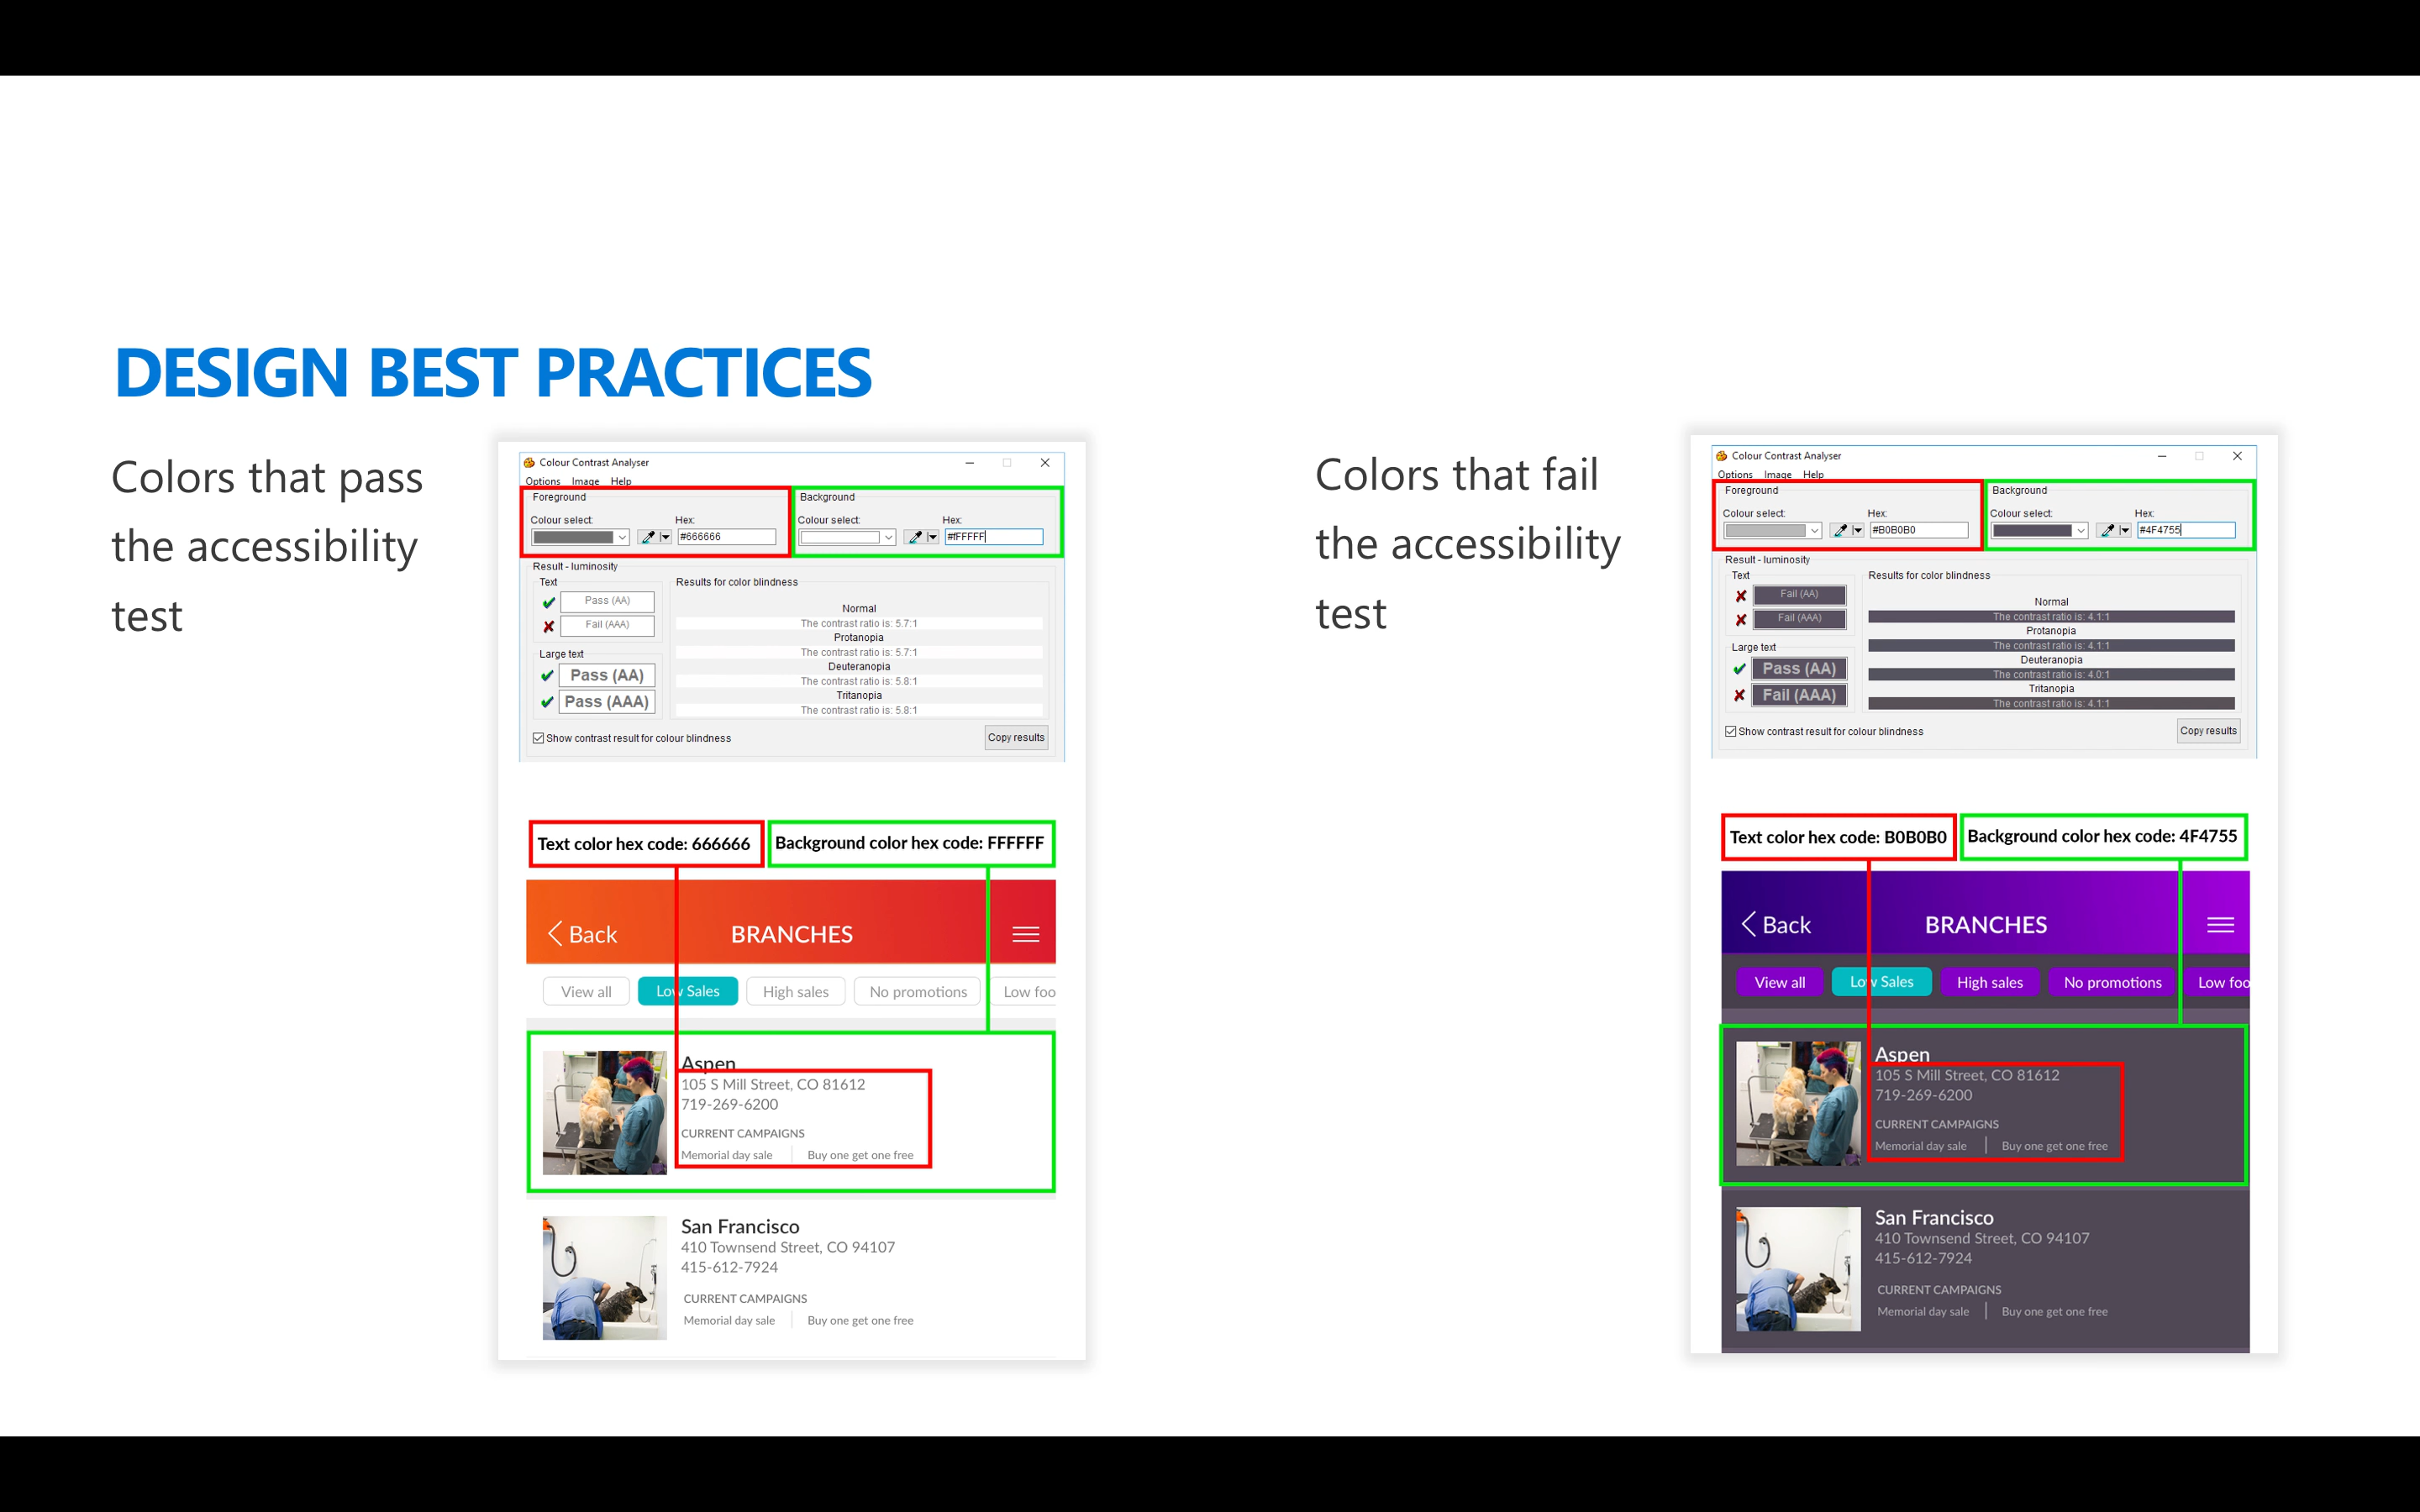 DESIGN BEST PRACTICES
Colors that pass
the accessibility
test
Colour Contrast Analyser
Options Image Help
Foreground
Background
Colour select:
Hex:
Colour select:
Hex:
#666666
#fFFFFF
Result - luminosity
Text
Results for color blindness
Pass (AA)
Fail (AAA)
Normal
The contrast ratio is: 5.7:1
Protanopia
The contrast ratio is: 5.7:1
Large text
Deuteranopia
Pass (AA)
The contrast ratio is: 5.8:1
Tritanopia
Pass (AAA)
The contrast ratio is: 5.8:1
Show contrast result for colour blindness
Copy results
Text color hex code: 666666
Background color hex code: FFFFFF
Back
BRANCHES
View all
Low Sales
High sales
No promotions
Low foo
Aspen
105 S Mill Street, CO 81612
719-269-6200
CURRENT CAMPAIGNS
Memorial day sale
Buy one get one free
San Francisco
410 Townsend Street, CO 94107
415-612-7924
CURRENT CAMPAIGNS
Memorial day sale
Buy one get one free
Colors that fail
the accessibility
test
Colour Contrast Analyser
Options Image Help
Foreground
Background
Colour select:
Hex:
Colour select:
Hex:
#B0B0B0
#4F4755
Result - luminosity
Text
Results for color blindness
Fail (AA)
Fail (AAA)
Normal
The contrast ratio is: 4.1:1
Protanopia
The contrast ratio is: 4.1:1
Large text
Deuteranopia
Pass (AA)
The contrast ratio is: 4.0:1
Tritanopia
Fail (AAA)
The contrast ratio is: 4.1:1
Show contrast result for colour blindness
Copy results
Text color hex code: B0B0B0
Background color hex code: 4F4755
Back
BRANCHES
View all
Low Sales
High sales
No promotions
Low foo
Aspen
105 S Mill Street, CO 81612
719-269-6200
CURRENT CAMPAIGNS
Memorial day sale
Buy one get one free
San Francisco
410 Townsend Street, CO 94107
415-612-7924
CURRENT CAMPAIGNS
Memorial day sale
Buy one get one free